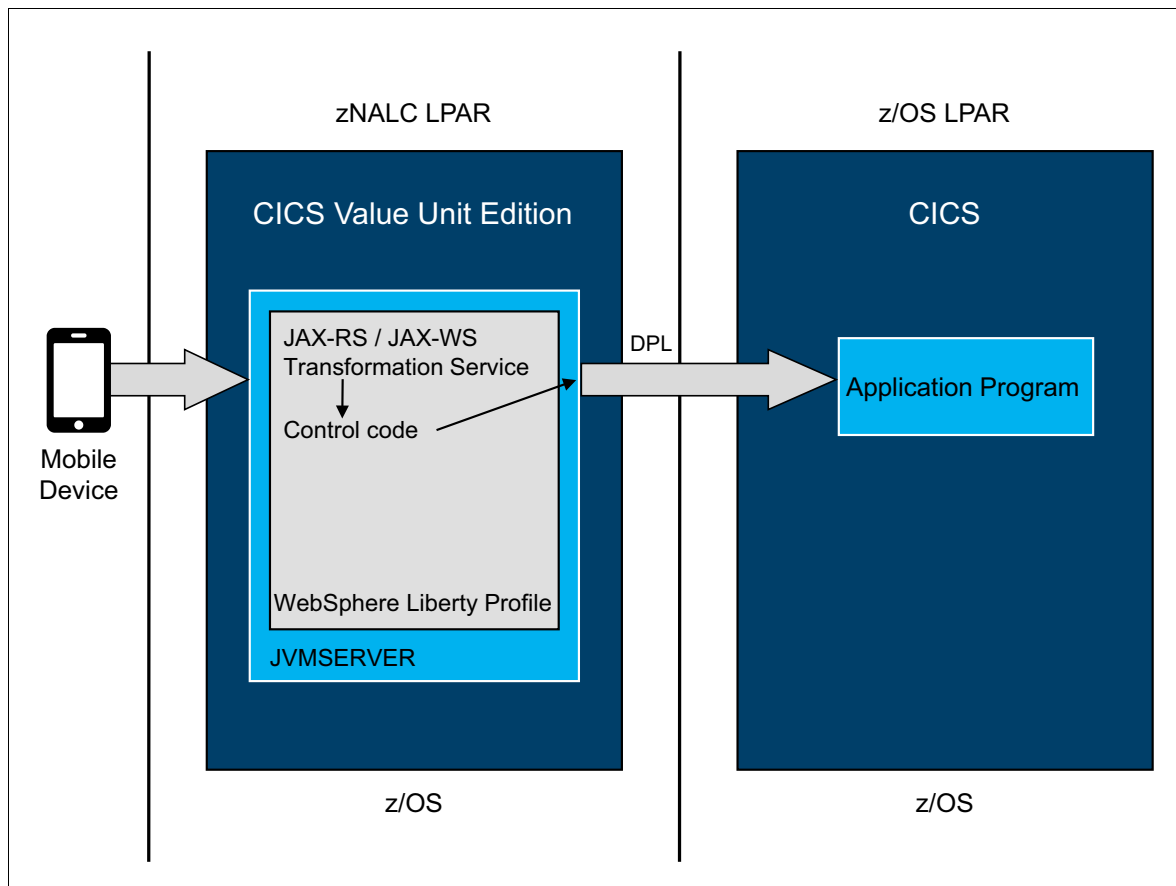 zNALC LPAR
z/OS LPAR
CICS Value Unit Edition
CICS
JAX-RS / JAX-WS
Transformation Service
Control code
DPL
Application Program
Mobile
Device
WebSphere Liberty Profile
JVMSERVER
z/OS
z/OS